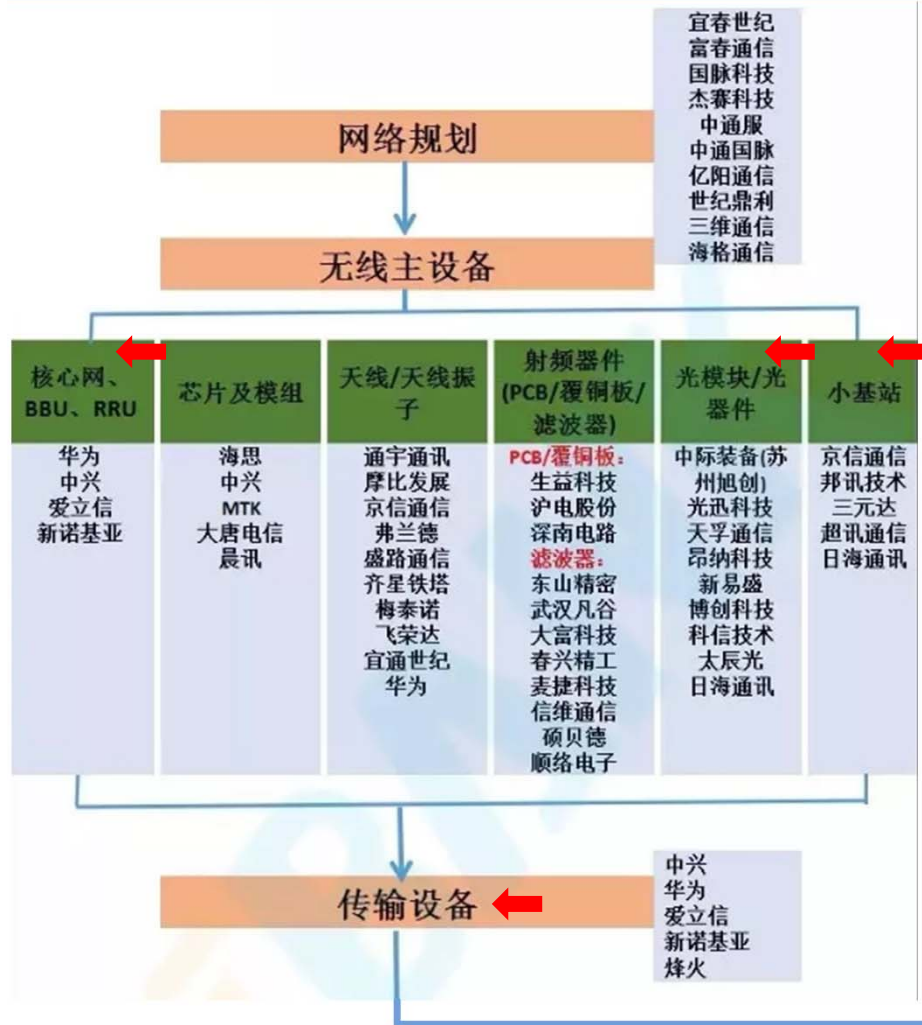 宜春世纪
富春通信
国脉科技
杰赛科技
中通服
中通国脉
亿阳通信
世纪鼎利
三维通信
海格通信
网络规划
无线主设备
核心网、
BBU、RRU
华为
中兴
爱立信
新诺基亚
芯片及模组
海思
中兴
MTK
大唐电信
晨讯
天线/天线振
子
通宇通讯
摩比发展
京信通信
弗兰德
盛路通信
齐星铁塔
梅泰诺
飞荣达
宜通世纪
华为
射频器件
(PCB/覆铜板/
滤波器)
PCB/覆铜板：
生益科技
沪电股份
深南电路
滤波器：
东山精密
武汉凡谷
大富科技
春兴精工
麦捷科技
信维通信
硕贝德
顺络电子
光模块/光
器件
中际装备(苏
州旭创)
光迅科技
天孚通信
昂纳科技
新易盛
博创科技
科信技术
太辰光
日海通讯
小基站
京信通信
邦讯技术
三元达
超讯通信
日海通讯
传输设备
中兴
华为
爱立信
新诺基亚
烽火